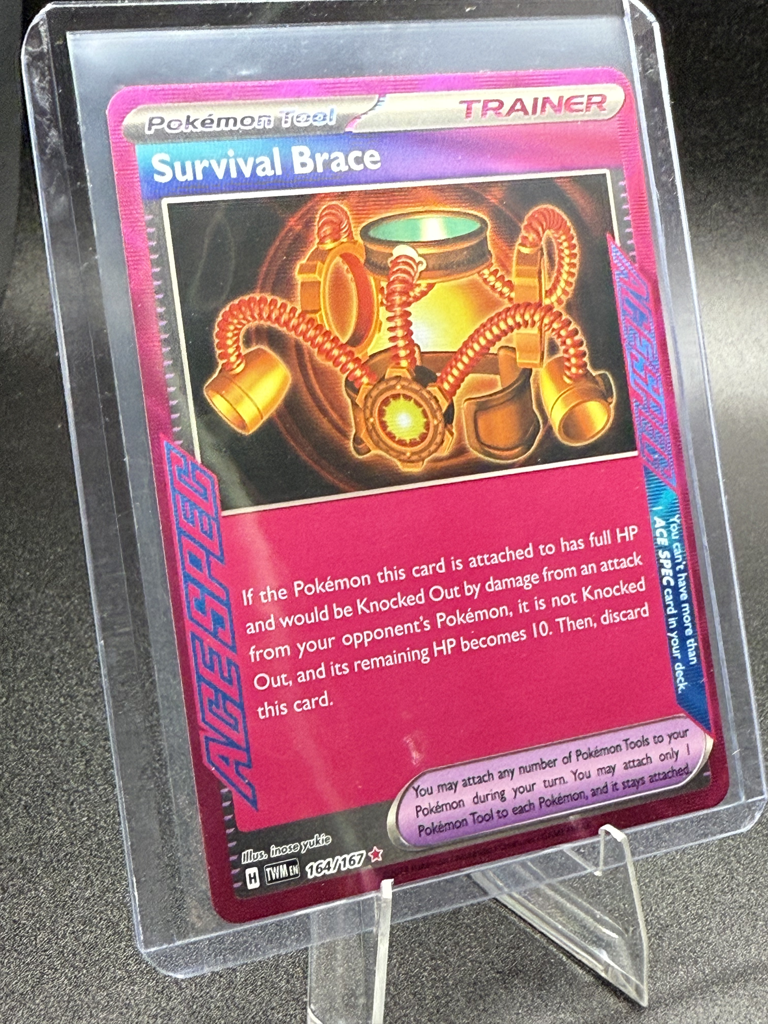 Pokémon Tool
TRAINER
Survival Brace
ACE SPEC
ACE SPEC
You can't have more than 1
ACE SPEC card in your deck.
If the Pokémon this card is attached to has full HP
and would be Knocked Out by damage from an attack
from your opponent's Pokémon, it is not Knocked
Out, and its remaining HP becomes 10. Then, discard
this card.
You may attach any number of Pokémon Tools to your
Pokémon during your turn. You may attach only 1
Pokémon Tool to each Pokémon, and it stays attached.
Illus. inose yukie
H TWM EN 164/167